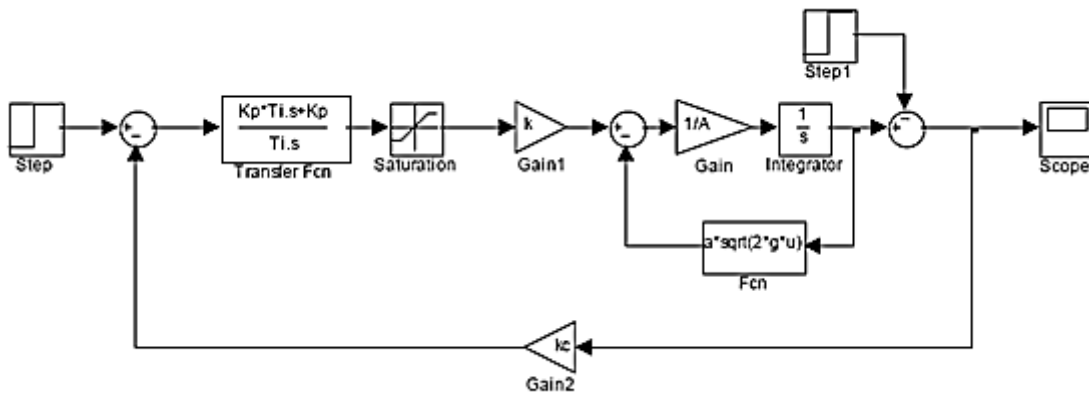 Step1
Step
Kp*Ti.s+Kp
Ti.s
Transfer Fcn
Saturation
k
Gain1
1/A
Gain
1
s
Integrator
Scope
a*sqrt(2*g*u)
Fcn
kc
Gain2